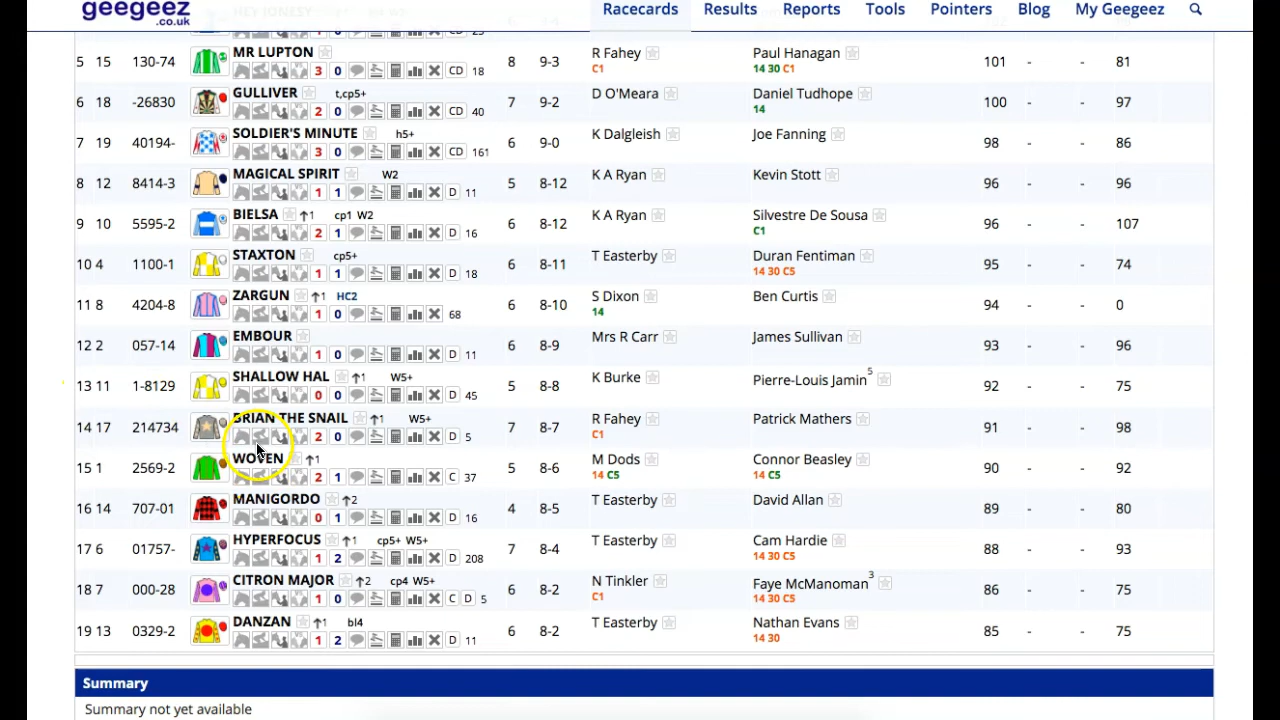 geegeez
.co.uk
Racecards Results Reports Tools Pointers Blog My Geegeez
HEY JONESY W2
5 15 130-74 MR LUPTON 8 9-3 R Fahey Paul Hanagan 101 - - 81
3 0 CD 18 C1 14 30 C1
6 18 -26830 GULLIVER t,cp5+ 7 9-2 D O'Meara Daniel Tudhope 100 - - 97
2 0 CD 40 14
7 19 40194- SOLDIER'S MINUTE h5+ 6 9-0 K Dalgleish Joe Fanning 98 - - 86
3 0 CD 161
8 12 8414-3 MAGICAL SPIRIT W2 5 8-12 K A Ryan Kevin Stott 96 - - 96
1 1 D 11
9 10 5595-2 BIELSA ↑1 cp1 W2 6 8-12 K A Ryan Silvestre De Sousa 96 - - 107
2 1 D 16 C1
10 4 1100-1 STAXTON cp5+ 6 8-11 T Easterby Duran Fentiman 95 - - 74
1 1 D 18 14 30 C5
11 8 4204-8 ZARGUN ↑1 HC2 6 8-10 S Dixon Ben Curtis 94 - - 0
1 0 68 14
12 2 057-14 EMBOUR 6 8-9 Mrs R Carr James Sullivan 93 - - 96
1 0 D 11
13 11 1-8129 SHALLOW HAL ↑1 W5+ 5 8-8 K Burke Pierre-Louis Jamin 5 92 - - 75
0 0 D 45
14 17 214734 BRIAN THE SNAIL ↑1 W5+ 7 8-7 R Fahey Patrick Mathers 91 - - 98
2 0 D 5 C1
15 1 2569-2 WOVEN ↑1 5 8-6 M Dods Connor Beasley 90 - - 92
2 1 C 37 14 C5 14 C5
16 14 707-01 MANIGORDO ↑2 4 8-5 T Easterby David Allan 89 - - 80
0 1 D 16
17 6 01757- HYPERFOCUS ↑1 cp5+ W5+ 7 8-4 T Easterby Cam Hardie 88 - - 93
1 2 D 208 14 30 C5
18 7 000-28 CITRON MAJOR ↑2 cp4 W5+ 6 8-2 N Tinkler Faye McManoman 3 86 - - 75
1 0 C D 5 C1 14 30 C5
19 13 0329-2 DANZAN ↑1 bl4 6 8-2 T Easterby Nathan Evans 85 - - 75
1 2 D 11 14 30
Summary
Summary not yet available